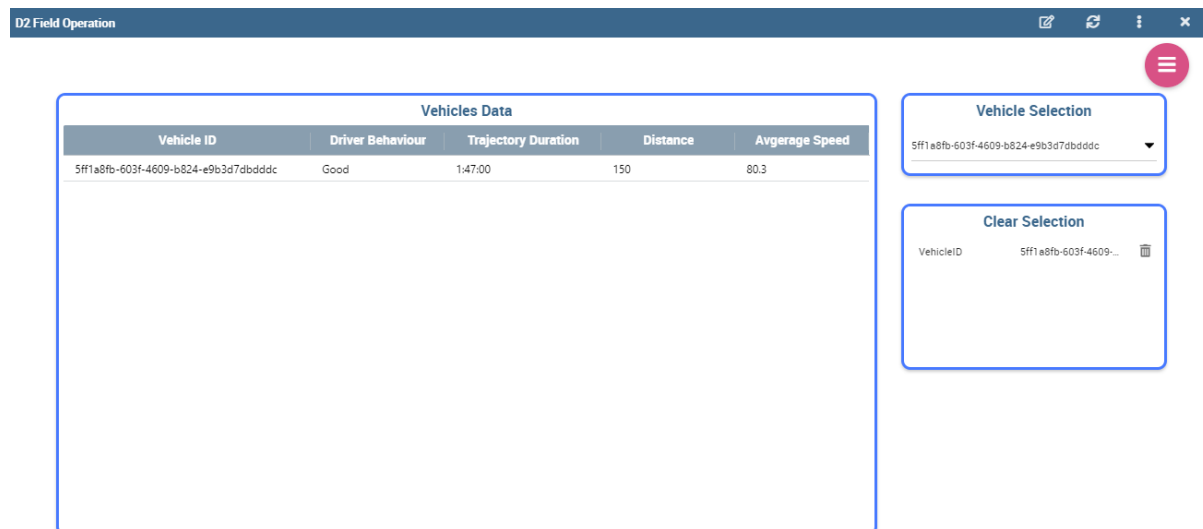 D2 Field Operation
Vehicles Data
Vehicle ID Driver Behaviour Trajectory Duration Distance Avgerage Speed
5ff1a8fb-603f-4609-b824-e9b3d7dbdddc Good 1:47:00 150 80.3
Vehicle Selection
5ff1a8fb-603f-4609-b824-e9b3d7dbdddc
Clear Selection
VehicleID 5ff1a8fb-603f-4609-...